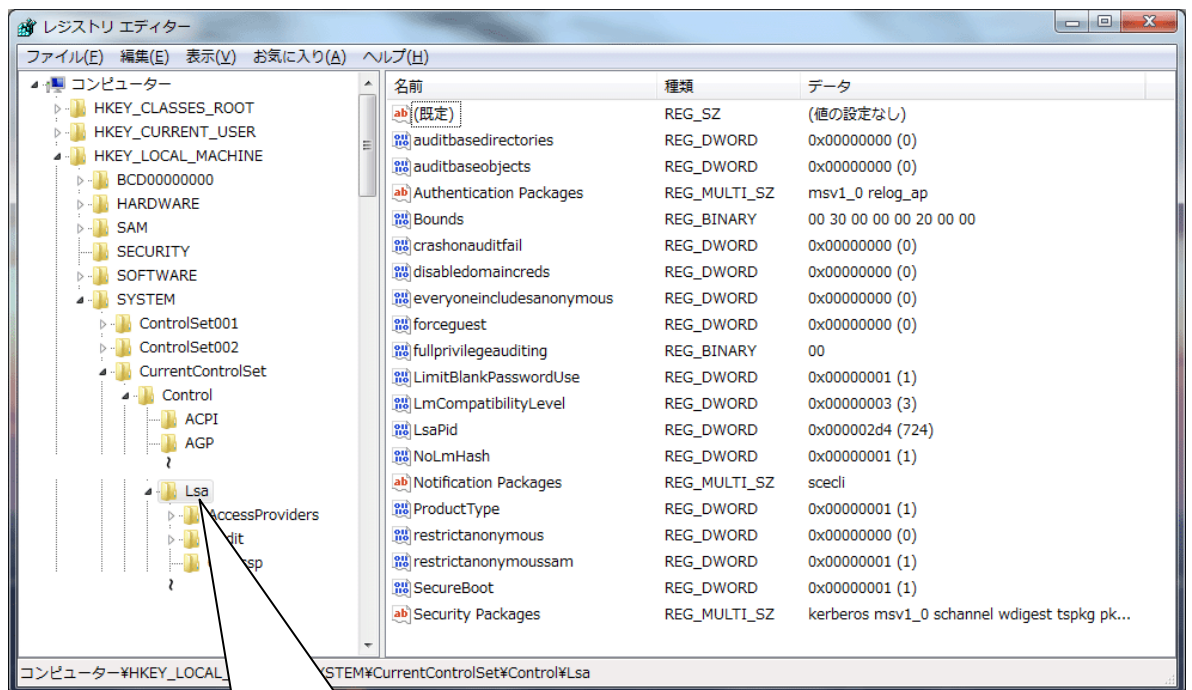 レジストリ エディター
ファイル(F) 編集(E) 表示(V) お気に入り(A) ヘルプ(H)
コンピューター
HKEY_CLASSES_ROOT
HKEY_CURRENT_USER
HKEY_LOCAL_MACHINE
BCD00000000
HARDWARE
SAM
SECURITY
SOFTWARE
SYSTEM
ControlSet001
ControlSet002
CurrentControlSet
Control
ACPI
AGP
Lsa
AccessProviders
dit
ssp
名前 種類 データ
(既定) REG_SZ (値の設定なし)
auditbasedirectories REG_DWORD 0x00000000 (0)
auditbaseobjects REG_DWORD 0x00000000 (0)
Authentication Packages REG_MULTI_SZ msv1_0 relog_ap
Bounds REG_BINARY 00 30 00 00 00 20 00 00
crashonauditfail REG_DWORD 0x00000000 (0)
disabledomaincreds REG_DWORD 0x00000000 (0)
everyoneincludesanonymous REG_DWORD 0x00000000 (0)
forceguest REG_DWORD 0x00000000 (0)
fullprivilegeauditing REG_BINARY 00
LimitBlankPasswordUse REG_DWORD 0x00000001 (1)
LmCompatibilityLevel REG_DWORD 0x00000003 (3)
LsaPid REG_DWORD 0x000002d4 (724)
NoLmHash REG_DWORD 0x00000001 (1)
Notification Packages REG_MULTI_SZ scecli
ProductType REG_DWORD 0x00000001 (1)
restrictanonymous REG_DWORD 0x00000000 (0)
restrictanonymoussam REG_DWORD 0x00000001 (1)
SecureBoot REG_DWORD 0x00000001 (1)
Security Packages REG_MULTI_SZ kerberos msv1_0 schannel wdigest tspkg pk...
コンピューター¥HKEY_LOCAL_ STEM¥CurrentControlSet¥Control¥Lsa